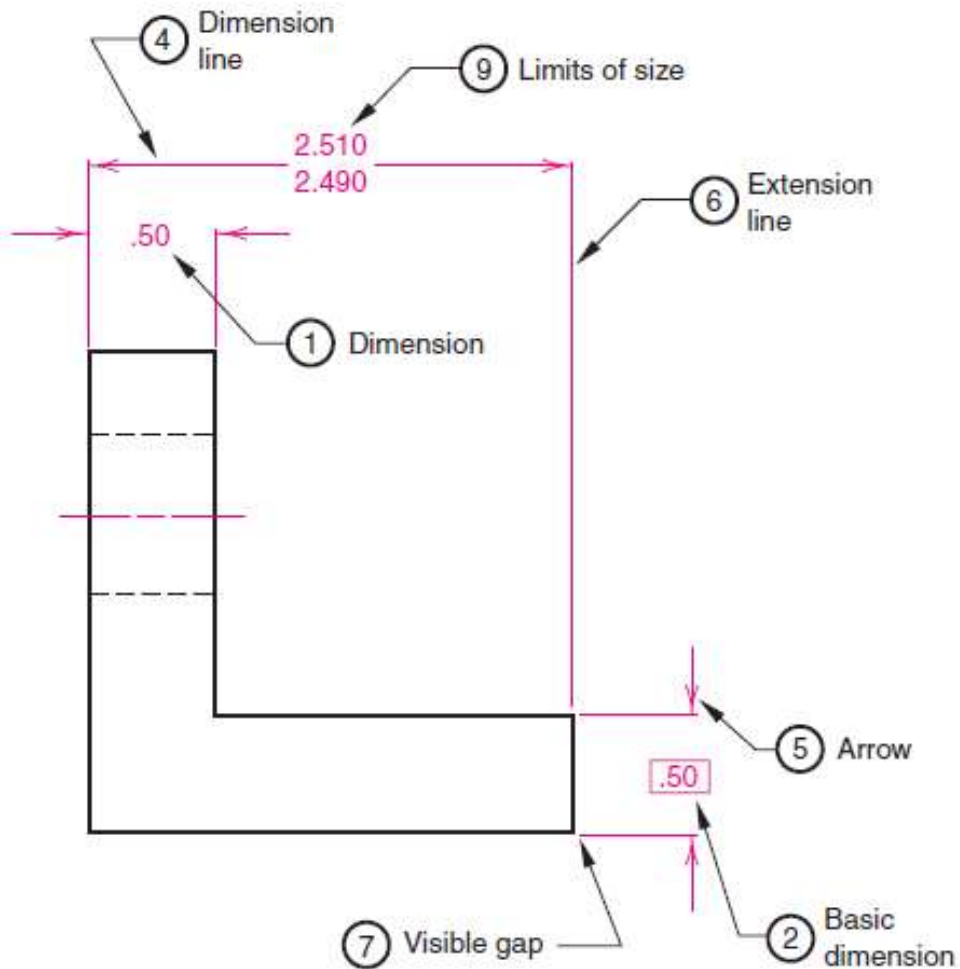 4 Dimension
line
9 Limits of size
2.510
2.490
6 Extension
line
.50
1 Dimension
5 Arrow
.50
7 Visible gap
2 Basic
dimension